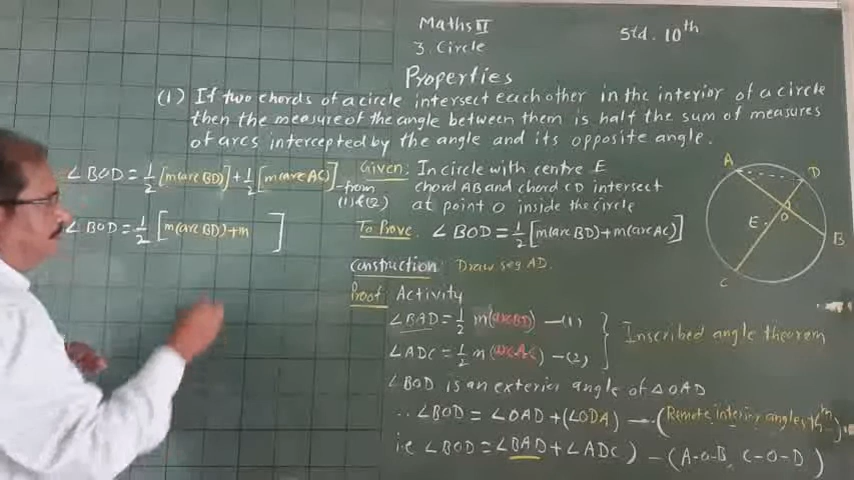 Maths II
Std. 10th
3. Circle
Properties
(1) If two chords of a circle intersect each other in the interior of a circle
then the measure of the angle between them is half the sum of measures
of arcs intercepted by the angle and its opposite angle.
∠BOD = 1/2 [m(arc BD)] + 1/2 [m(arc AC)]
from (1) & (2)
∠BOD = 1/2 [m(arc BD) + m ]
Given: In circle with centre E
chord AB and chord CD intersect
at point O inside the circle
To Prove. ∠BOD = 1/2 [m(arc BD) + m(arc AC)]
Construction: Draw seg AD.
Proof: Activity
∠BAD = 1/2 m(arc BD) —(1)
∠ADC = 1/2 m(arc AC) —(2)
} Inscribed angle theorem
∠BOD is an exterior angle of △OAD
∴ ∠BOD = ∠OAD + (∠ODA) — (Remote interior angles thm)
i.e ∠BOD = ∠BAD + ∠ADC) — (A-O-B, C-O-D)
A
D
E
O
B
C